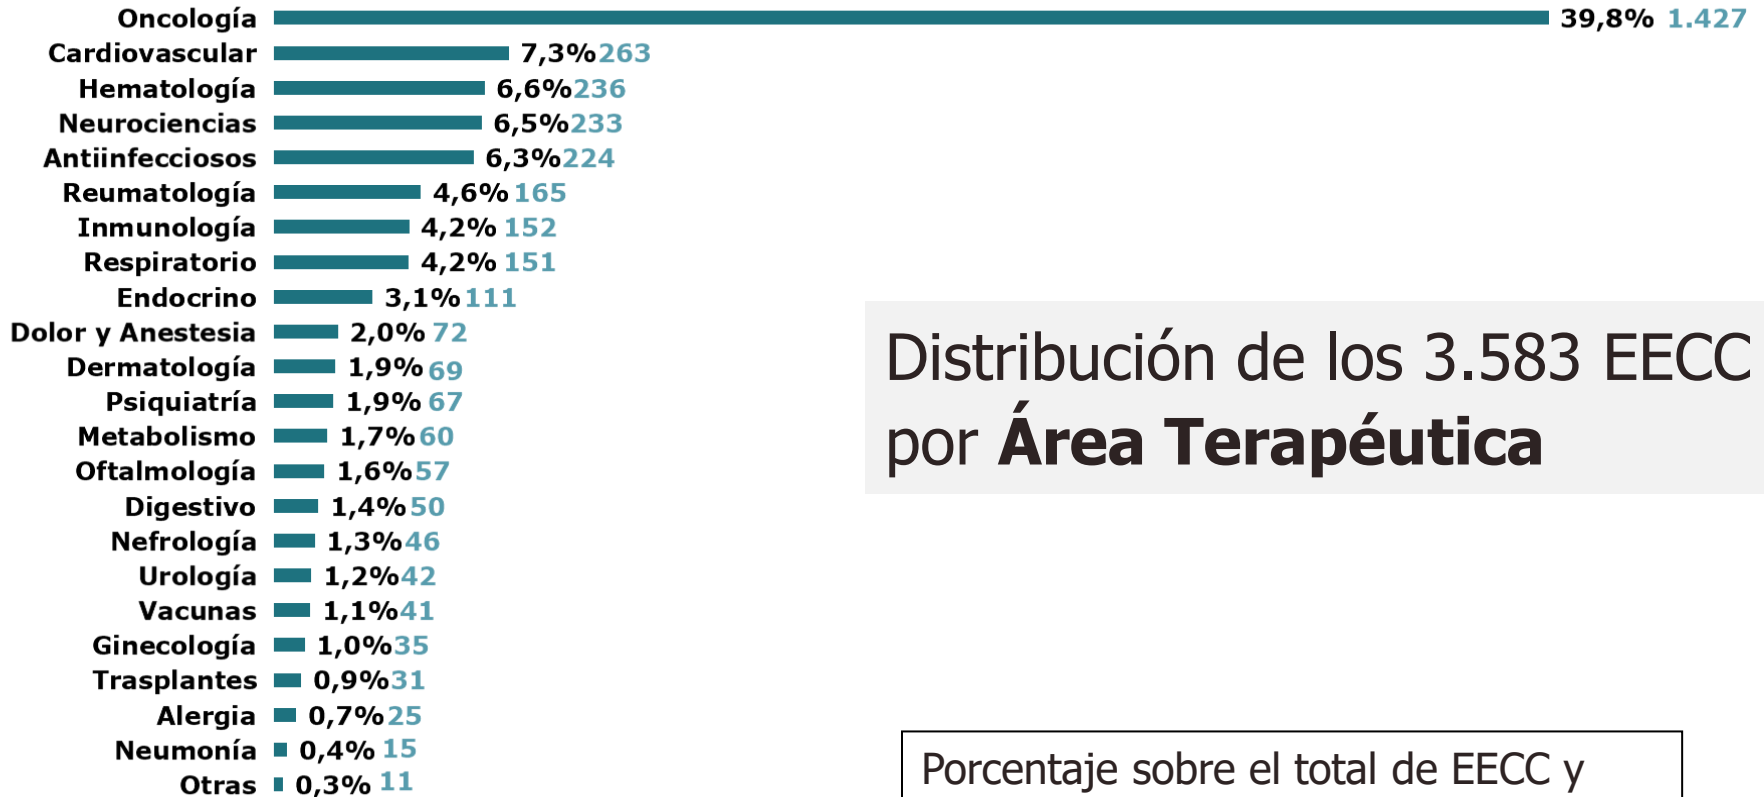 Oncología 39,8% 1.427
Cardiovascular 7,3% 263
Hematología 6,6% 236
Neurociencias 6,5% 233
Antiinfecciosos 6,3% 224
Reumatología 4,6% 165
Inmunología 4,2% 152
Respiratorio 4,2% 151
Endocrino 3,1% 111
Dolor y Anestesia 2,0% 72
Dermatología 1,9% 69
Psiquiatría 1,9% 67
Metabolismo 1,7% 60
Oftalmología 1,6% 57
Digestivo 1,4% 50
Nefrología 1,3% 46
Urología 1,2% 42
Vacunas 1,1% 41
Ginecología 1,0% 35
Trasplantes 0,9% 31
Alergia 0,7% 25
Neumonía 0,4% 15
Otras 0,3% 11
Distribución de los 3.583 EECC
por Área Terapéutica
Porcentaje sobre el total de EECC y